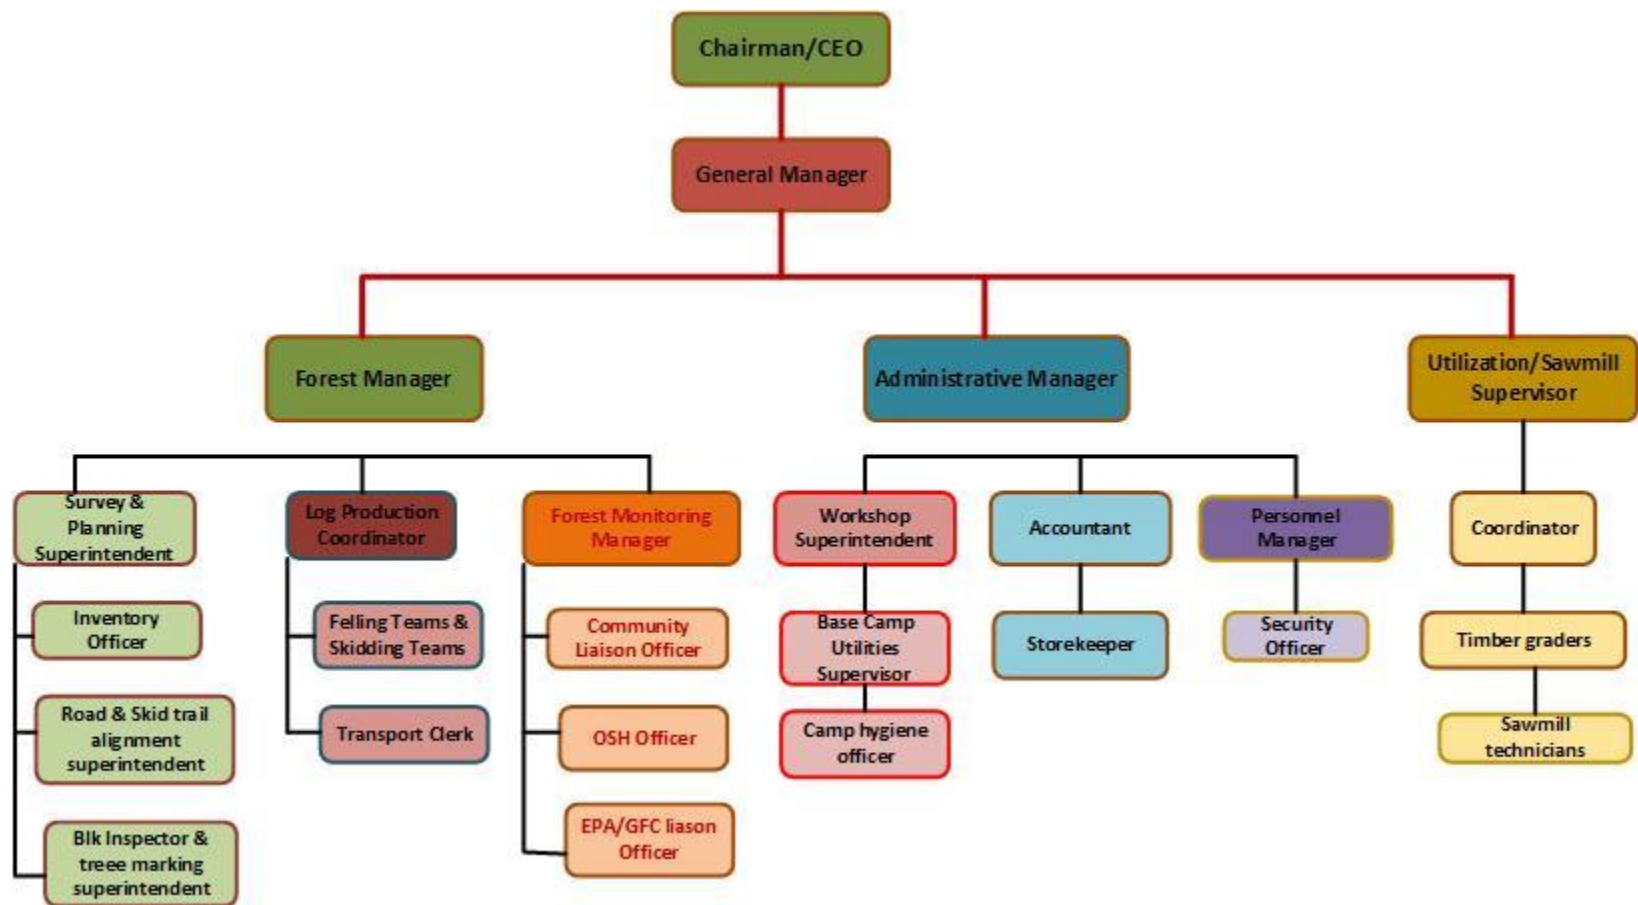 Chairman/CEO
General Manager
Forest Manager
Administrative Manager
Utilization/Sawmill
Supervisor
Survey &
Planning
Superintendent
Log Production
Coordinator
Forest Monitoring
Manager
Workshop
Superintendent
Accountant
Personnel
Manager
Coordinator
Inventory
Officer
Felling Teams &
Skidding Teams
Community
Liaison Officer
Base Camp
Utilities
Supervisor
Storekeeper
Security
Officer
Timber graders
Road & Skid trail
alignment
superintendent
Transport Clerk
OSH Officer
Camp hygiene
officer
Sawmill
technicians
Blk Inspector &
treee marking
superintendent
EPA/GFC liason
Officer